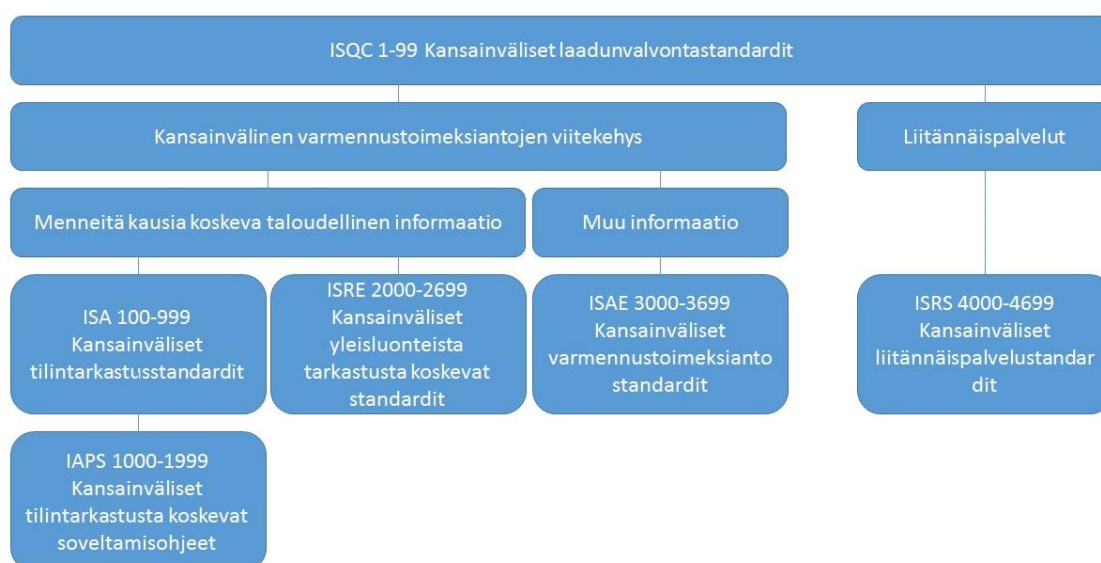 ISQC 1-99 Kansainväliset laadunvalvontastandardit
Kansainvälinen varmennustoimeksiantojen viitekehys
Liitännäispalvelut
Menneitä kausia koskeva taloudellinen informaatio
Muu informaatio
ISA 100-999
Kansainväliset
tilintarkastusstandardit
ISRE 2000-2699
Kansainväliset
yleisluonteista
tarkastusta koskevat
standardit
ISAE 3000-3699
Kansainväliset
varmennustoimeksianto
standardit
ISRS 4000-4699
Kansainväliset
liitännäispalvelustandar
dit
IAPS 1000-1999
Kansainväliset
tilintarkastusta koskevat
soveltamisohjeet